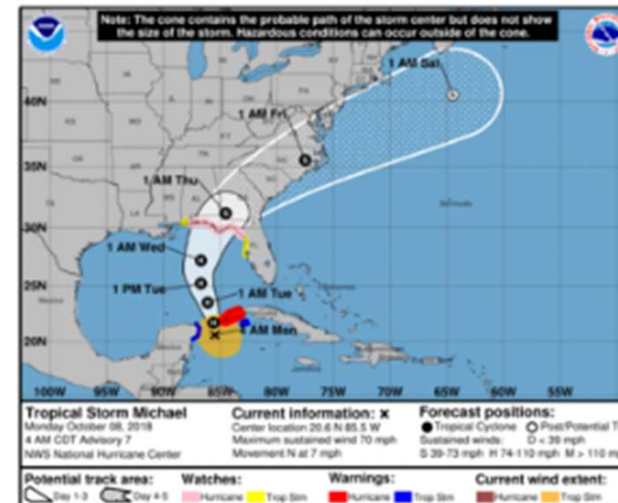 Note: The cone contains the probable path of the storm center but does not show
the size of the storm. Hazardous conditions can occur outside of the cone.
1 AM Sat
40N
1 AM Fri
35N
1 AM Thu
30N
1 AM Wed
25N
1 PM Tue
1 AM Tue
4 AM Mon
20N
Bermuda
Mexico
100W 95W 90W 85W 80W 75W 70W 65W 60W 55W
Tropical Storm Michael
Monday October 08, 2018
4 AM CDT Advisory 7
NWS National Hurricane Center
Current information: x
Center location 20.6 N 85.5 W
Maximum sustained wind 70 mph
Movement N at 7 mph
Forecast positions:
Tropical Cyclone Post/Potential T
Sustained winds: D < 39 mph
S 39-73 mph H 74-110 mph M > 110 mp
Potential track area:
Day 1-3 Day 4-5
Watches:
Hurricane Trop Stm
Warnings:
Hurricane Trop Stm
Current wind extent:
Hurricane Trop Stm